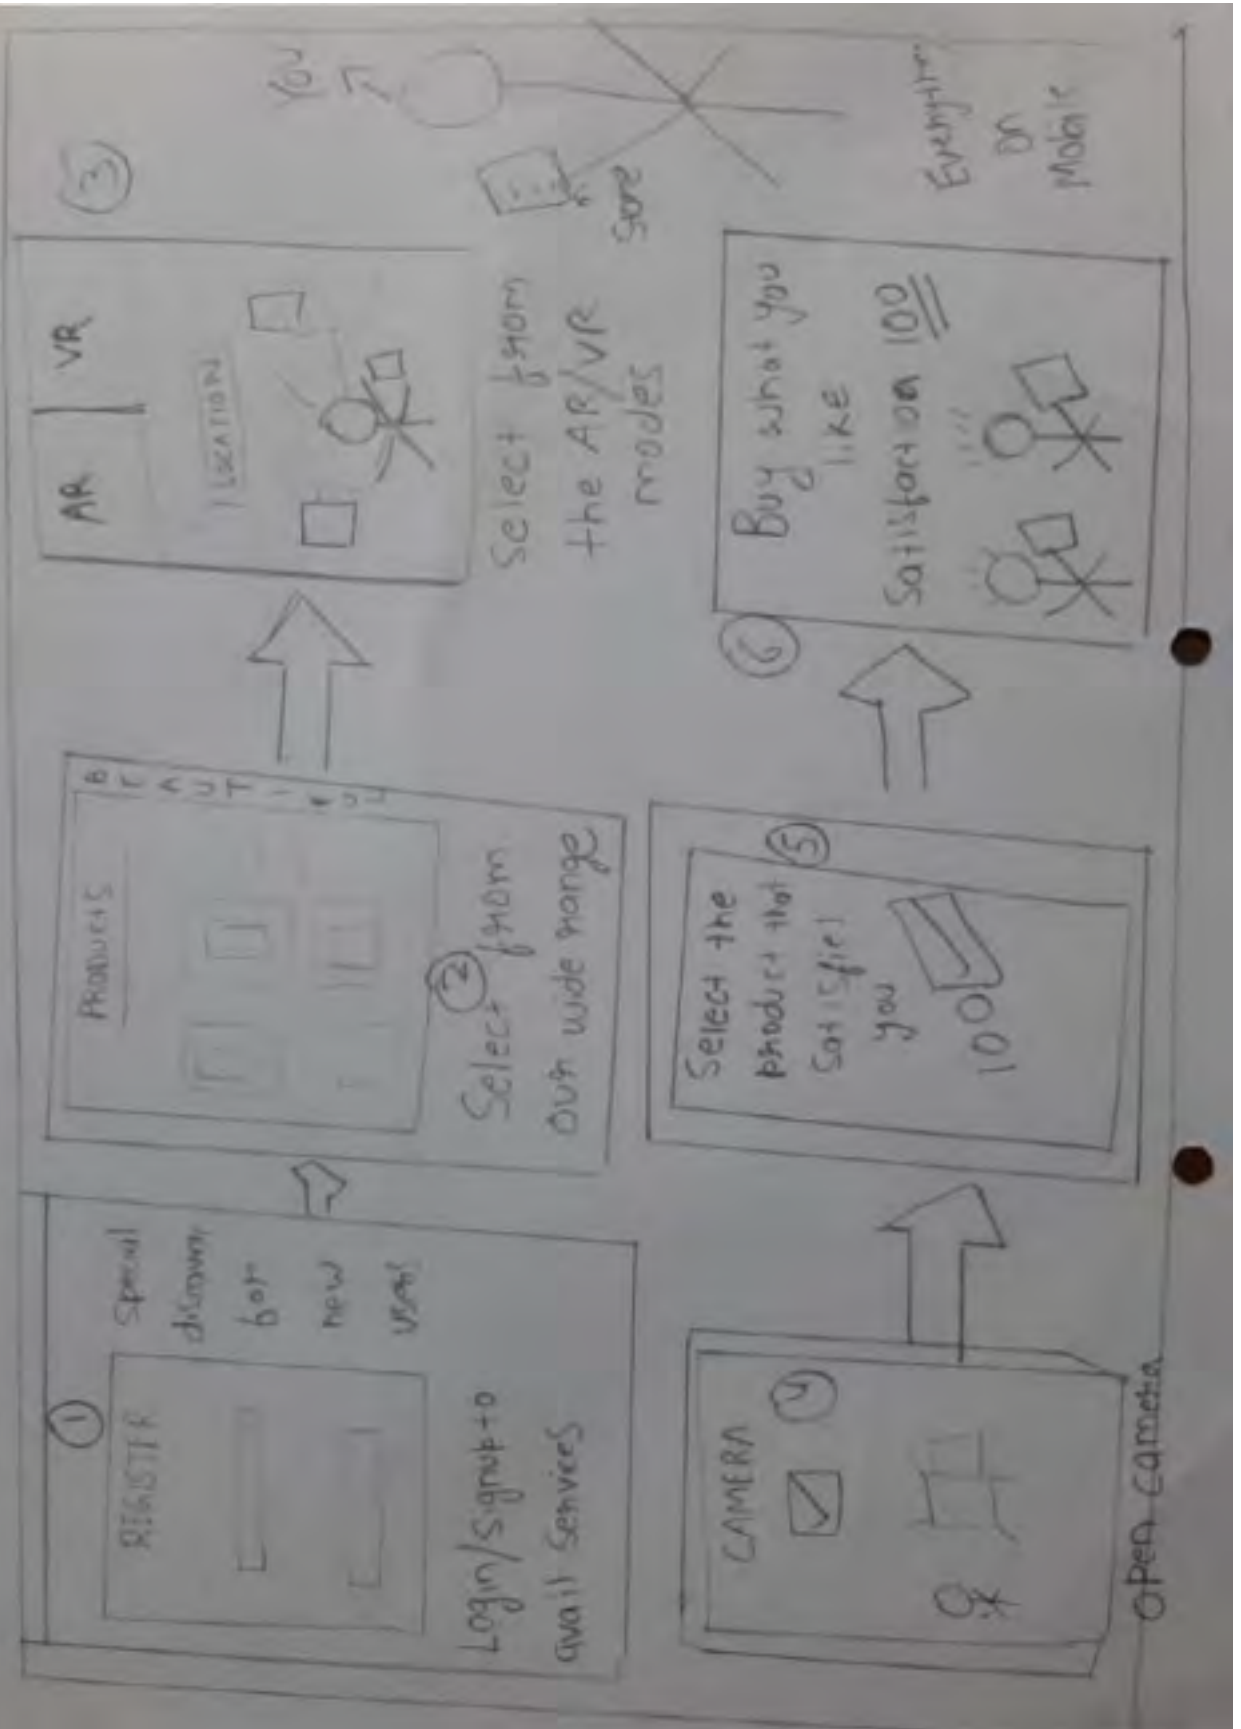 1
REGISTER
Special
discount
for
new
users
Login/Signup to
avail services
PRODUCTS
BEAUTIFUL
2
Select from
our wide range
AR
VR
LOCATION
3
Select from
the AR/VR
modes
You
Store
CAMERA
4
Open camera
Select the
product that
5
satisfies
you
100
6
Buy what you
like
Satisfaction 100
on
Mobile